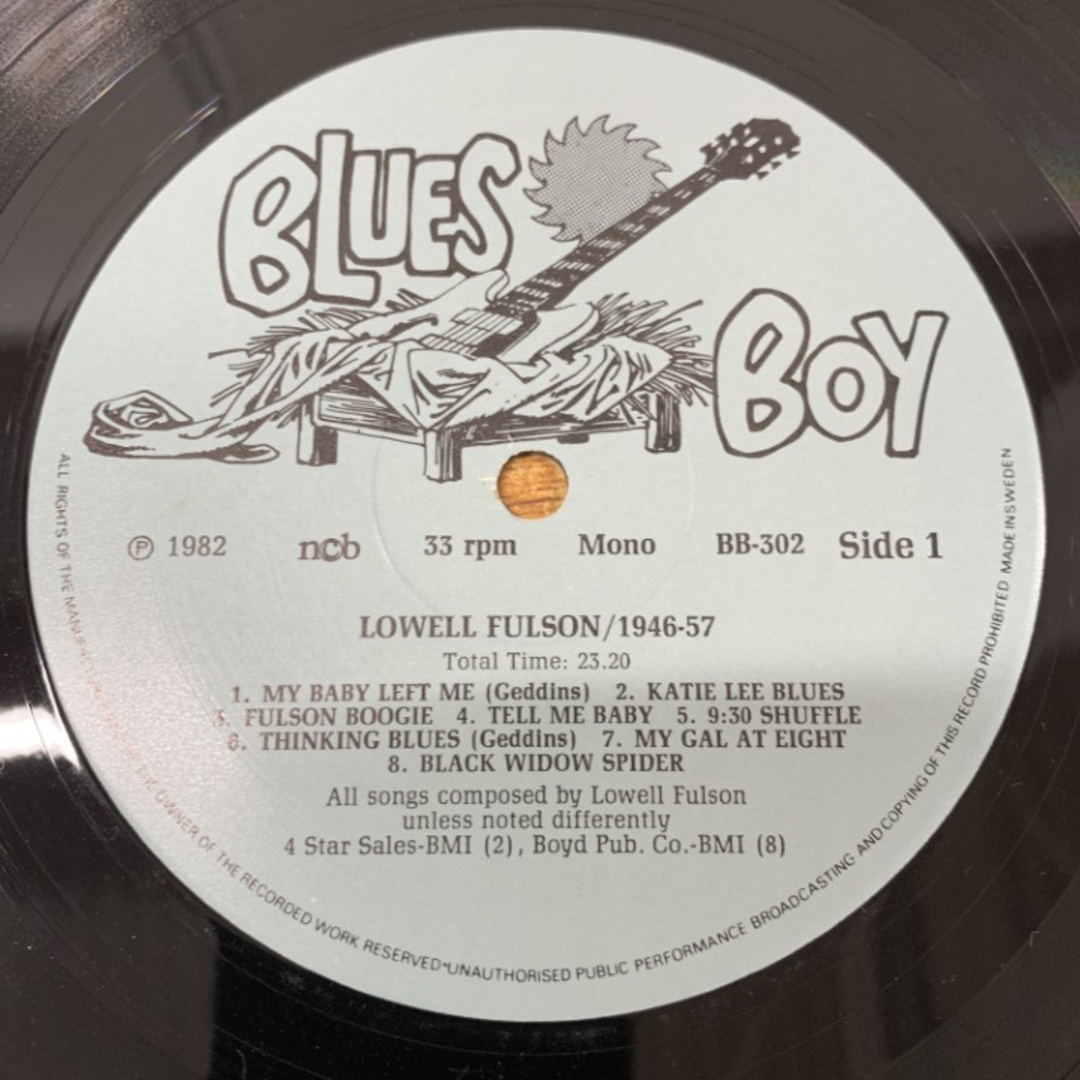 BLUES
BOY
℗ 1982 ncb 33 rpm Mono BB-302 Side 1
LOWELL FULSON/1946-57
Total Time: 23.20
1. MY BABY LEFT ME (Geddins) 2. KATIE LEE BLUES
3. FULSON BOOGIE 4. TELL ME BABY 5. 9:30 SHUFFLE
6. THINKING BLUES (Geddins) 7. MY GAL AT EIGHT
8. BLACK WIDOW SPIDER
All songs composed by Lowell Fulson
unless noted differently
4 Star Sales-BMI (2), Boyd Pub. Co.-BMI (8)
ALL RIGHTS OF THE OWNER OF THE RECORDED WORK RESERVED*UNAUTHORISED PUBLIC PERFORMANCE BROADCASTING AND COPYING OF THIS RECORD PROHIBITED MADE IN SWEDEN